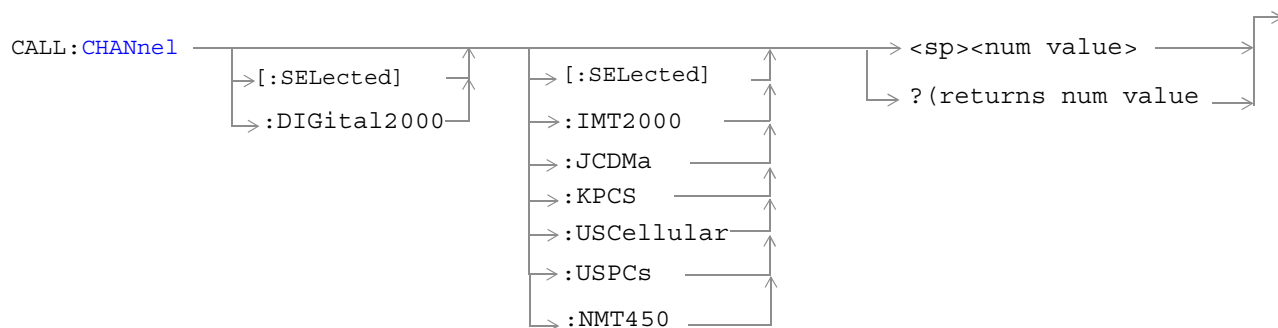 CALL:CHANnel
[:SELected]
:DIGital2000
[:SELected]
:IMT2000
:JCDMa
:KPCS
:USCellular
:USPCs
:NMT450
<sp><num value>
?(returns num value